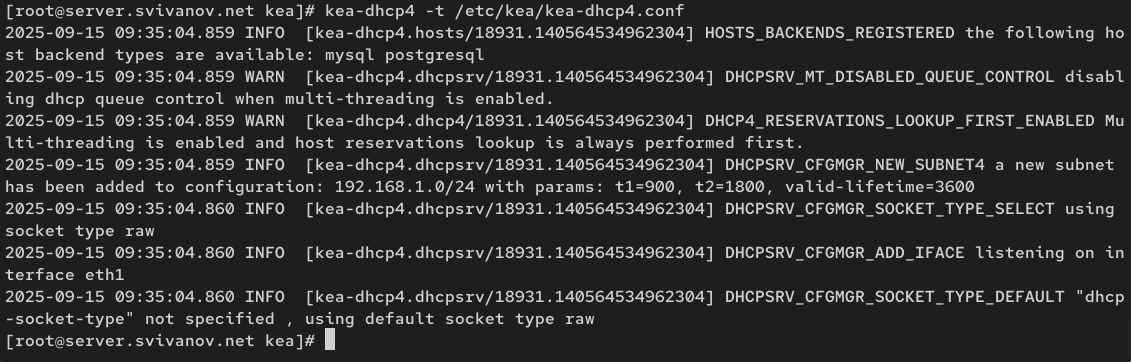 [root@server.svivanov.net kea]# kea-dhcp4 -t /etc/kea/kea-dhcp4.conf
2025-09-15 09:35:04.859 INFO  [kea-dhcp4.hosts/18931.140564534962304] HOSTS_BACKENDS_REGISTERED the following ho
st backend types are available: mysql postgresql
2025-09-15 09:35:04.859 WARN  [kea-dhcp4.dhcpsrv/18931.140564534962304] DHCPSRV_MT_DISABLED_QUEUE_CONTROL disabl
ing dhcp queue control when multi-threading is enabled.
2025-09-15 09:35:04.859 WARN  [kea-dhcp4.dhcp4/18931.140564534962304] DHCP4_RESERVATIONS_LOOKUP_FIRST_ENABLED Mu
lti-threading is enabled and host reservations lookup is always performed first.
2025-09-15 09:35:04.859 INFO  [kea-dhcp4.dhcpsrv/18931.140564534962304] DHCPSRV_CFGMGR_NEW_SUBNET4 a new subnet
has been added to configuration: 192.168.1.0/24 with params: t1=900, t2=1800, valid-lifetime=3600
2025-09-15 09:35:04.860 INFO  [kea-dhcp4.dhcpsrv/18931.140564534962304] DHCPSRV_CFGMGR_SOCKET_TYPE_SELECT using
socket type raw
2025-09-15 09:35:04.860 INFO  [kea-dhcp4.dhcpsrv/18931.140564534962304] DHCPSRV_CFGMGR_ADD_IFACE listening on in
terface eth1
2025-09-15 09:35:04.860 INFO  [kea-dhcp4.dhcpsrv/18931.140564534962304] DHCPSRV_CFGMGR_SOCKET_TYPE_DEFAULT "dhcp
-socket-type" not specified , using default socket type raw
[root@server.svivanov.net kea]#